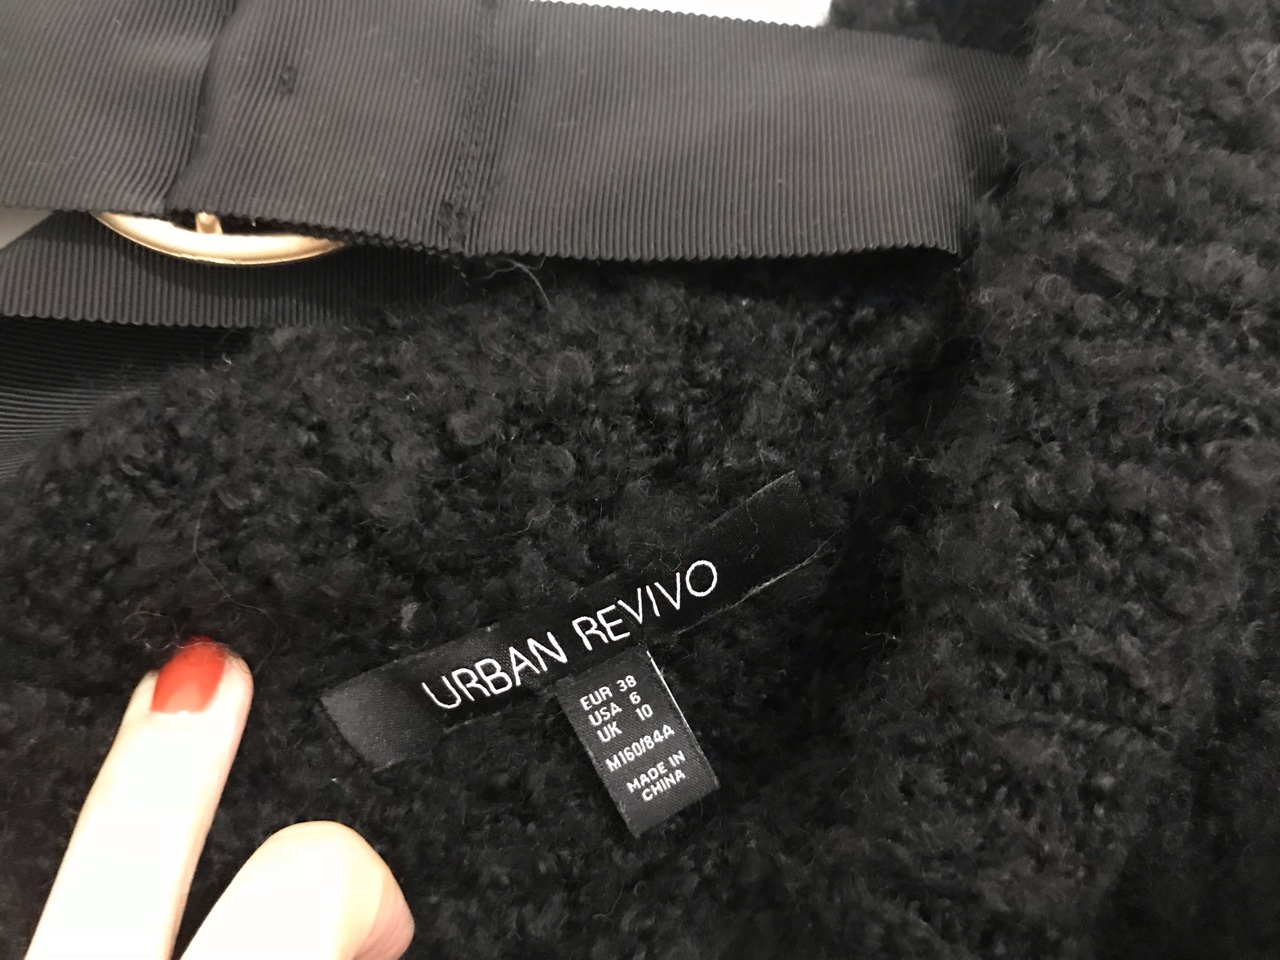 URBAN REVIVO
EUR 38
USA 6
UK 10
M160/84A
MADE IN
CHINA